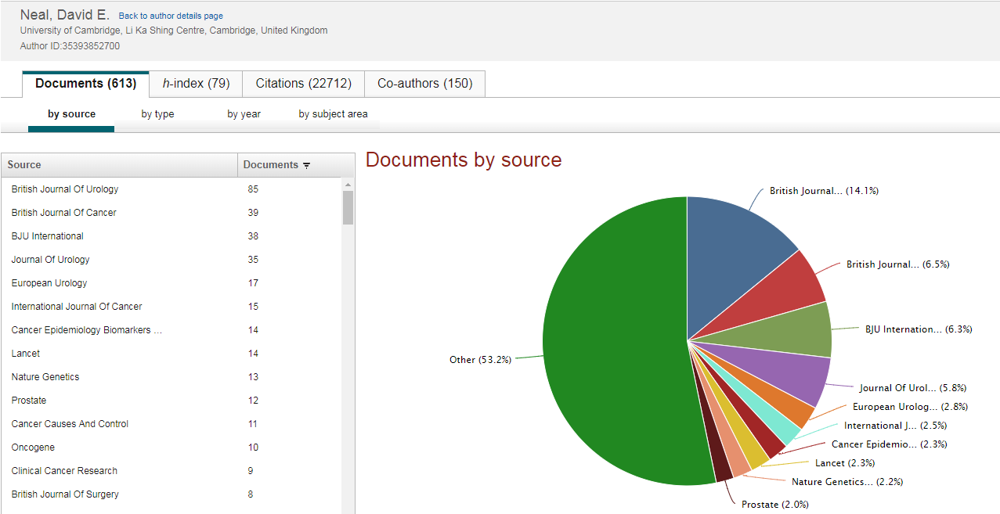 Neal, David E. Back to author details page
University of Cambridge, Li Ka Shing Centre, Cambridge, United Kingdom
Author ID:35393852700
Documents (613) h-index (79) Citations (22712) Co-authors (150)
by source by type by year by subject area
Source Documents
British Journal Of Urology 85
British Journal Of Cancer 39
BJU International 38
Journal Of Urology 35
European Urology 17
International Journal Of Cancer 15
Cancer Epidemiology Biomarkers ... 14
Lancet 14
Nature Genetics 13
Prostate 12
Cancer Causes And Control 11
Oncogene 10
Clinical Cancer Research 9
British Journal Of Surgery 8
Documents by source
British Journal... (14.1%)
British Journal... (6.5%)
BJU Internation... (6.3%)
Other (53.2%)
Journal Of Urol... (5.8%)
European Urolog... (2.8%)
International J... (2.5%)
Cancer Epidemio... (2.3%)
Lancet (2.3%)
Nature Genetics... (2.2%)
Prostate (2.0%)